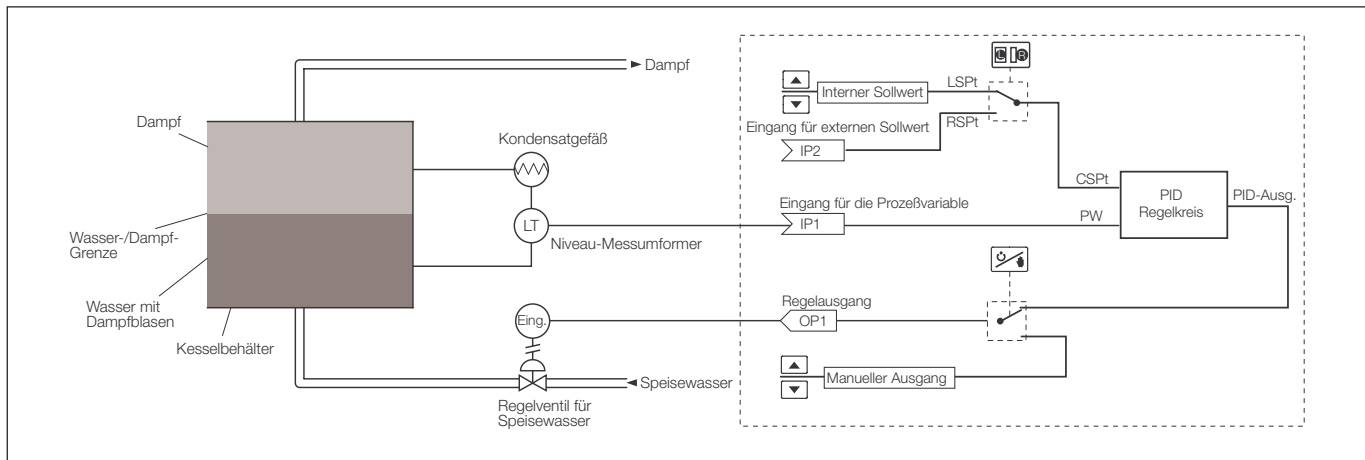 Dampf
Dampf
Wasser-/Dampf-
Grenze
Wasser mit
Dampfblasen
Kesselbehälter
Kondensatgefäß
LT
Niveau-Messumformer
Eing.
Regelventil für
Speisewasser
Speisewasser
L
R
Interner Sollwert
LSPt
Eingang für externen Sollwert
RSPt
IP2
CSPt
Eingang für die Prozeßvariable
IP1
PW
PID
Regelkreis
PID-Ausg.
Regelausgang
OP1
Manueller Ausgang